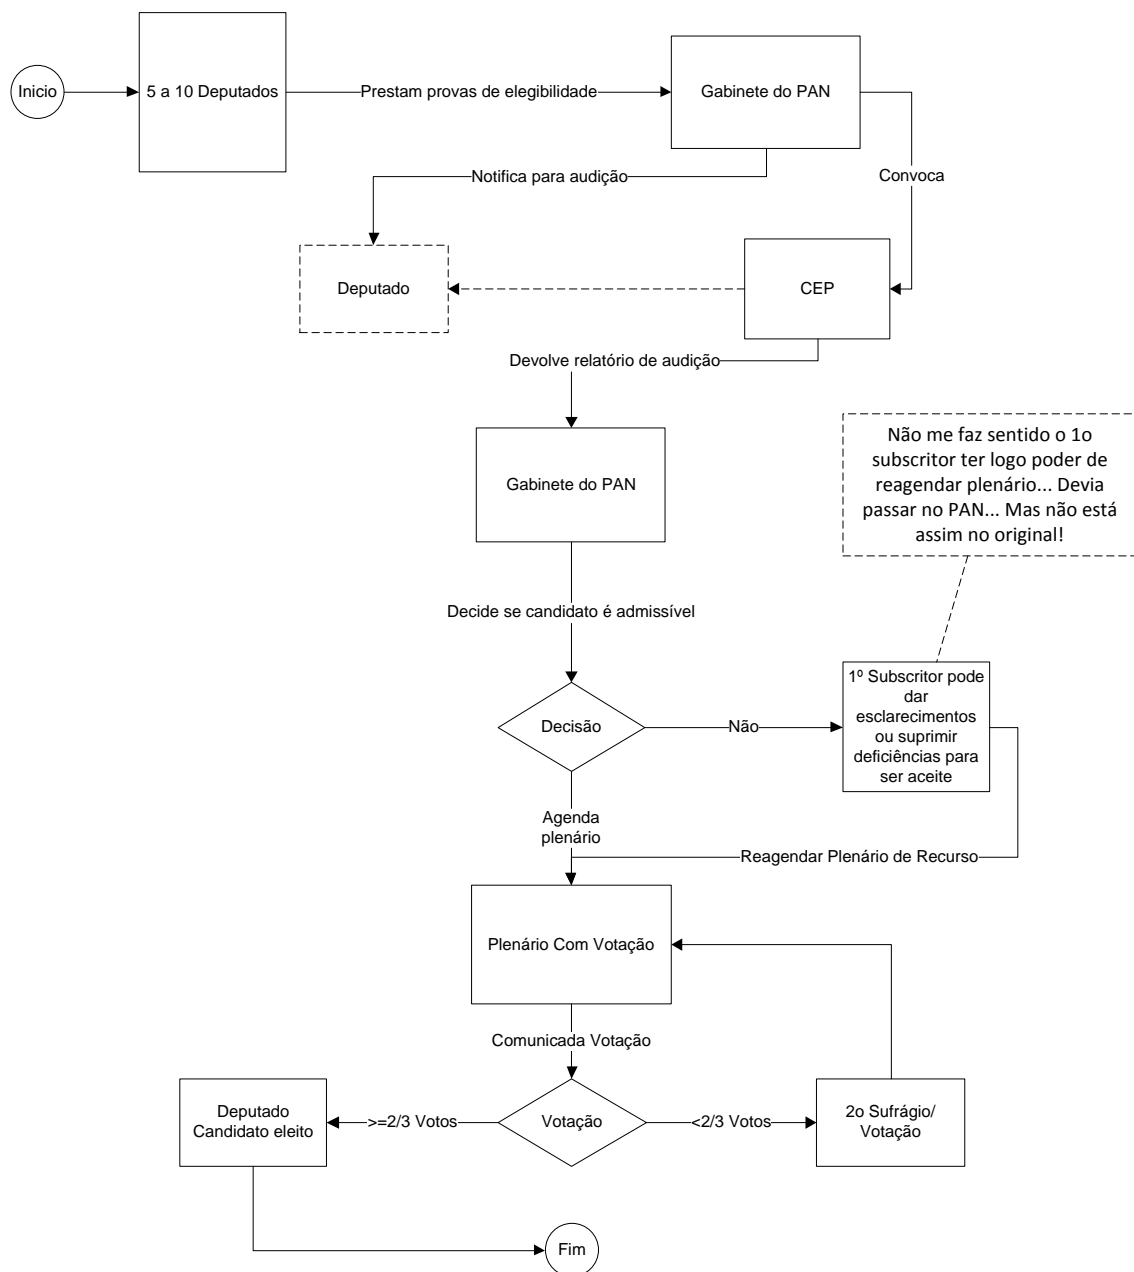 Inicio
5 a 10 Deputados
Prestam provas de elegibilidade
Gabinete do PAN
Notifica para audição
Convoca
Deputado
CEP
Devolve relatório de audição
Gabinete do PAN
Não me faz sentido o 1o
subscritor ter logo poder de
reagendar plenário... Devia
passar no PAN... Mas não está
assim no original!
Decide se candidato é admissível
Decisão
Não
1º Subscritor pode
dar
esclarecimentos
ou suprimir
deficiências para
ser aceite
Agenda
plenário
Reagendar Plenário de Recurso
Plenário Com Votação
Comunicada Votação
Deputado
Candidato eleito
>=2/3 Votos
Votação
<2/3 Votos
2o Sufrágio/
Votação
Fim